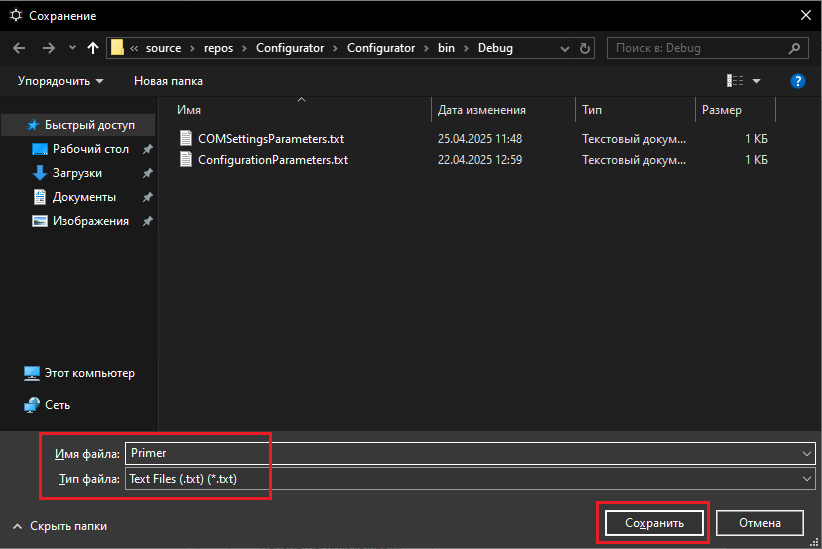 Сохранение
« source › repos › Configurator › Configurator › bin › Debug
Поиск в: Debug
Упорядочить
Новая папка
Имя Дата изменения Тип Размер
Быстрый доступ
Рабочий стол
Загрузки
Документы
Изображения
COMSettingsParameters.txt 25.04.2025 11:48 Текстовый докум... 1 КБ
ConfigurationParameters.txt 22.04.2025 12:59 Текстовый докум... 1 КБ
Этот компьютер
Сеть
Имя файла: Primer
Тип файла: Text Files (.txt) (*.txt)
Скрыть папки
Сохранить
Отмена